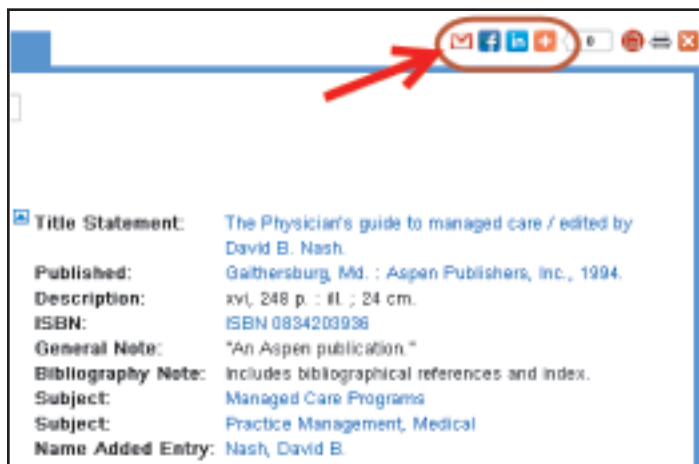 0
Title Statement: The Physician's guide to managed care / edited by
David B. Nash.
Published: Gaithersburg, Md. : Aspen Publishers, Inc., 1994.
Description: xvi, 248 p. : ill. ; 24 cm.
ISBN: ISBN 0834203936
General Note: "An Aspen publication."
Bibliography Note: Includes bibliographical references and index.
Subject: Managed Care Programs
Subject: Practice Management, Medical
Name Added Entry: Nash, David B.